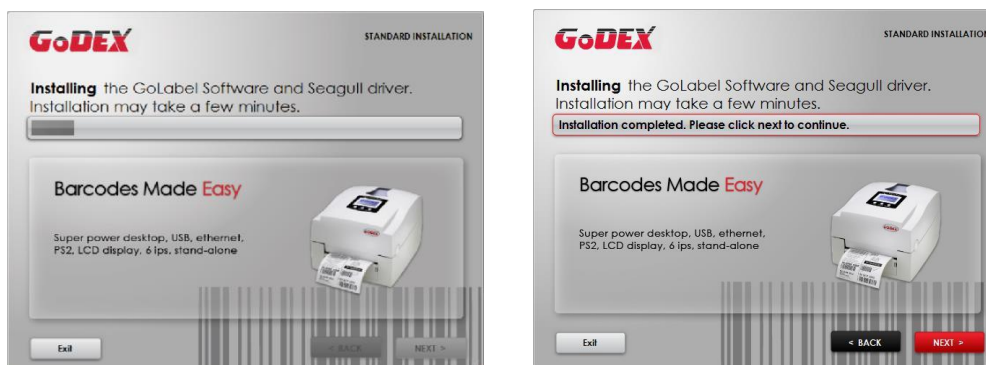 GoDEX
STANDARD INSTALLATION
Installing the GoLabel Software and Seagull driver.
Installation may take a few minutes.
Barcodes Made Easy
Super power desktop, USB, ethernet,
PS2, LCD display, 6 ips, stand-alone
Exit
< BACK
NEXT >
GoDEX
STANDARD INSTALLATION
Installing the GoLabel Software and Seagull driver.
Installation may take a few minutes.
Installation completed. Please click next to continue.
Barcodes Made Easy
Super power desktop, USB, ethernet,
PS2, LCD display, 6 ips, stand-alone
Exit
< BACK
NEXT >